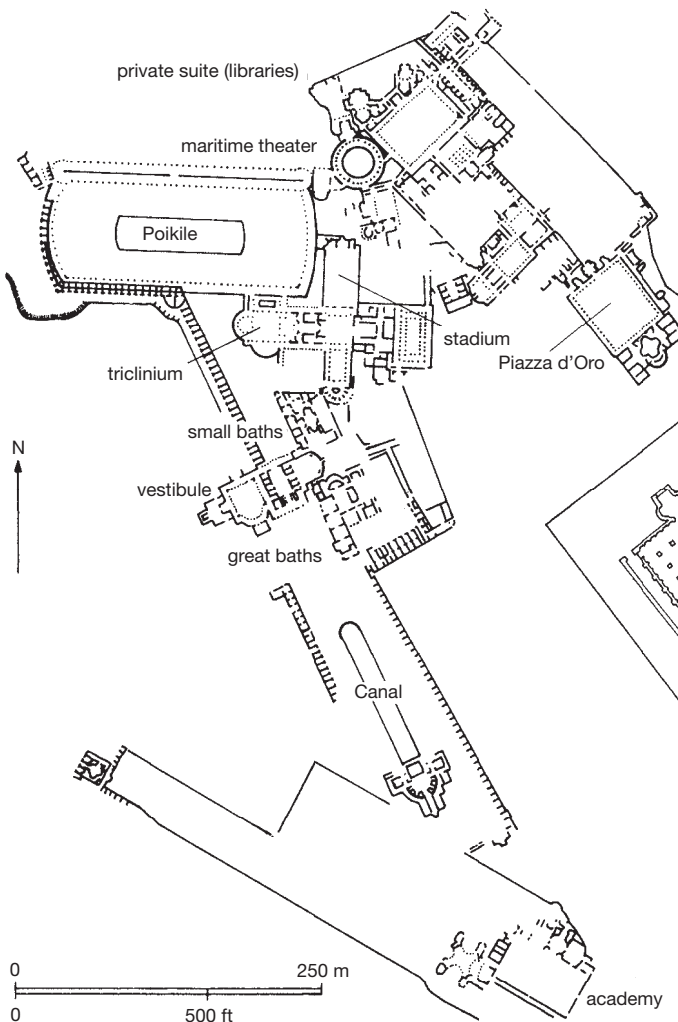 private suite (libraries)
maritime theater
Poikile
stadium
Piazza d'Oro
triclinium
small baths
N
vestibule
great baths
Canal
0
250 m
0
500 ft
academy